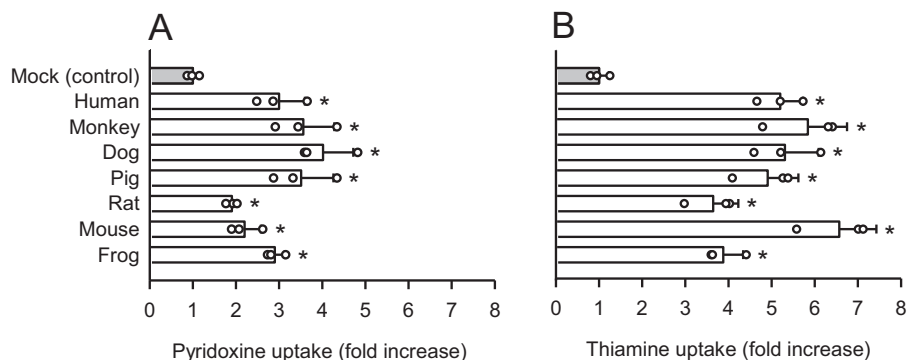 A
B
Mock (control)
Human
*
*
Monkey
*
*
Dog
*
*
Pig
*
*
Rat
*
*
Mouse
*
*
Frog
*
*
0 1 2 3 4 5 6 7 8
0 1 2 3 4 5 6 7 8
Pyridoxine uptake (fold increase)
Thiamine uptake (fold increase)